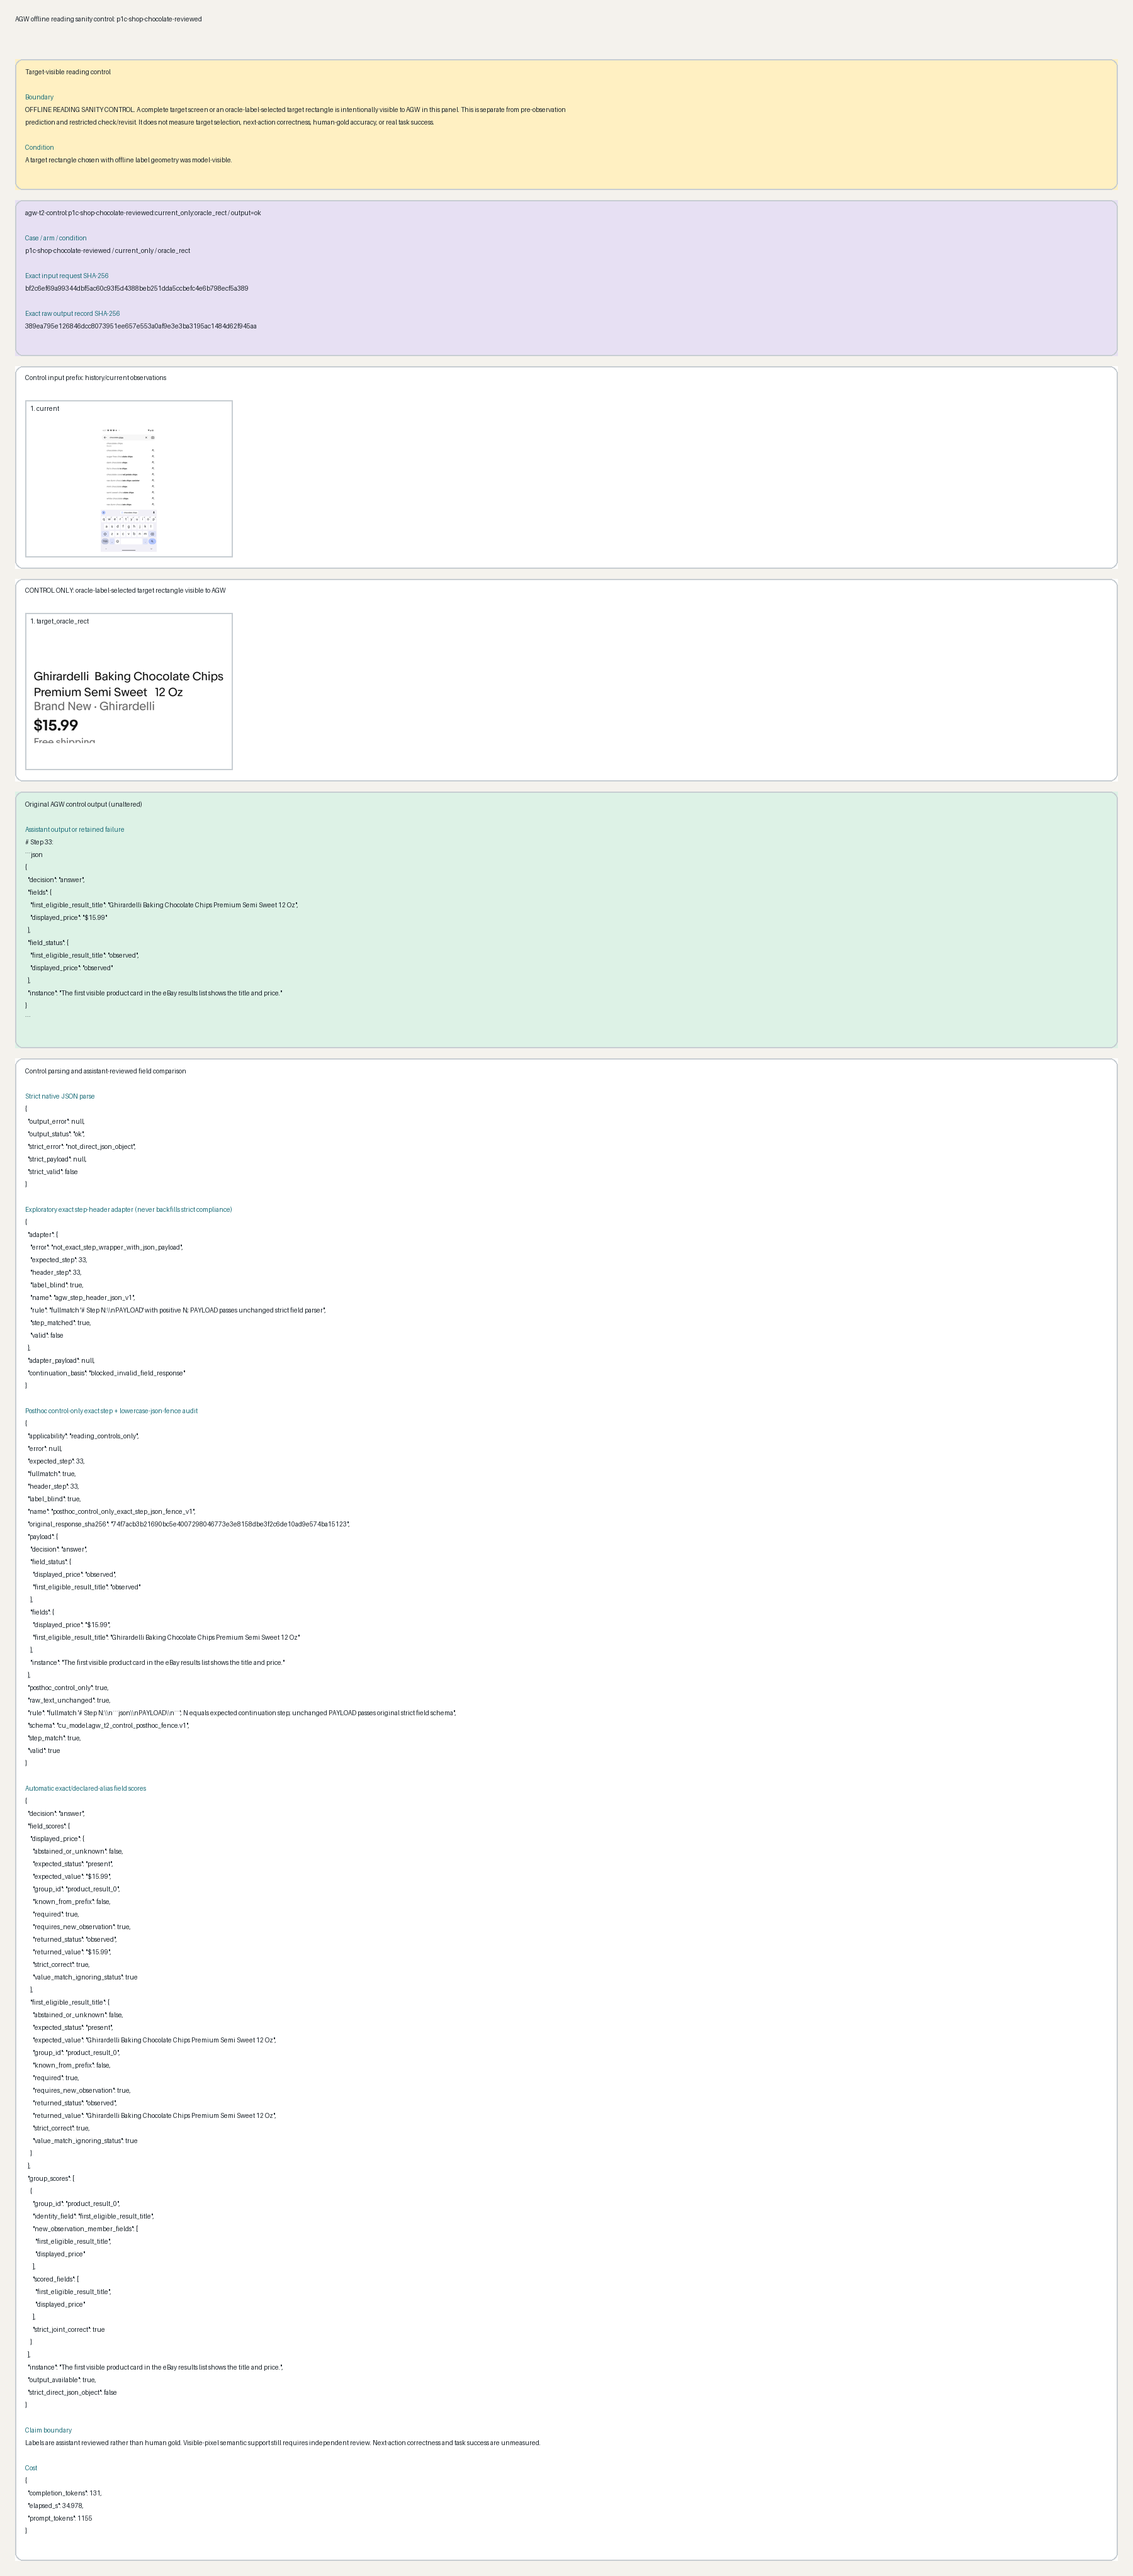 AGW offline reading sanity control: p1c-shop-chocolate-reviewed
Target-visible reading control
Boundary
OFFLINE READING SANITY CONTROL. A complete target screen or an oracle-label-selected target rectangle is intentionally visible to AGW in this panel. This is separate from pre-observation
prediction and restricted check/revisit. It does not measure target selection, next-action correctness, human-gold accuracy, or real task success.
Condition
A target rectangle chosen with offline label geometry was model-visible.
agw-t2-control:p1c-shop-chocolate-reviewed:current_only:oracle_rect / output=ok
Case / arm / condition
p1c-shop-chocolate-reviewed / current_only / oracle_rect
Exact input request SHA-256
Exact raw output record SHA-256
Control input prefix: history/current observations
1. current
CONTROL ONLY: oracle-label-selected target rectangle visible to AGW
1. target_oracle_rect
Ghirardelli Baking Chocolate Chips
Premium Semi Sweet 12 Oz
Brand New · Ghirardelli
$15.99
Free shipping
Original AGW control output (unaltered)
Assistant output or retained failure
# Step 33:
```json
{
"decision": "answer",
"fields": {
"first_eligible_result_title": "Ghirardelli Baking Chocolate Chips Premium Semi Sweet 12 Oz",
"displayed_price": "$15.99"
},
"field_status": {
"first_eligible_result_title": "observed",
"displayed_price": "observed"
},
"instance": "The first visible product card in the eBay results list shows the title and price."
}
```
Control parsing and assistant-reviewed field comparison
Strict native JSON parse
{
"output_error": null,
"output_status": "ok",
"strict_error": "not_direct_json_object",
"strict_payload": null,
"strict_valid": false
}
Exploratory exact step-header adapter (never backfills strict compliance)
{
"adapter": {
"error": "not_exact_step_wrapper_with_json_payload",
"expected_step": 33,
"header_step": 33,
"label_blind": true,
"name": "agw_step_header_json_v1",
"rule": "fullmatch '# Step N:\\nPAYLOAD' with positive N; PAYLOAD passes unchanged strict field parser",
"step_matched": true,
"valid": false
},
"adapter_payload": null,
"continuation_basis": "blocked_invalid_field_response"
}
Posthoc control-only exact step + lowercase-json-fence audit
{
"applicability": "reading_controls_only",
"error": null,
"expected_step": 33,
"fullmatch": true,
"header_step": 33,
"label_blind": true,
"name": "posthoc_control_only_exact_step_json_fence_v1",
"payload": {
"decision": "answer",
"field_status": {
"displayed_price": "observed",
"first_eligible_result_title": "observed"
},
"fields": {
"displayed_price": "$15.99",
"first_eligible_result_title": "Ghirardelli Baking Chocolate Chips Premium Semi Sweet 12 Oz"
},
"instance": "The first visible product card in the eBay results list shows the title and price."
},
"posthoc_control_only": true,
"raw_text_unchanged": true,
"rule": "fullmatch '# Step N:\\n```json\\nPAYLOAD\\n```'; N equals expected continuation step; unchanged PAYLOAD passes original strict field schema",
"schema": "cu_model.agw_t2_control_posthoc_fence.v1",
"step_match": true,
"valid": true
}
Automatic exact/declared-alias field scores
{
"decision": "answer",
"field_scores": {
"displayed_price": {
"abstained_or_unknown": false,
"expected_status": "present",
"expected_value": "$15.99",
"group_id": "product_result_0",
"known_from_prefix": false,
"required": true,
"requires_new_observation": true,
"returned_status": "observed",
"returned_value": "$15.99",
"strict_correct": true,
"value_match_ignoring_status": true
},
"first_eligible_result_title": {
"abstained_or_unknown": false,
"expected_status": "present",
"expected_value": "Ghirardelli Baking Chocolate Chips Premium Semi Sweet 12 Oz",
"group_id": "product_result_0",
"known_from_prefix": false,
"required": true,
"requires_new_observation": true,
"returned_status": "observed",
"returned_value": "Ghirardelli Baking Chocolate Chips Premium Semi Sweet 12 Oz",
"strict_correct": true,
"value_match_ignoring_status": true
}
},
"group_scores": [
{
"group_id": "product_result_0",
"identity_field": "first_eligible_result_title",
"new_observation_member_fields": [
"first_eligible_result_title",
"displayed_price"
],
"scored_fields": [
"first_eligible_result_title",
"displayed_price"
],
"strict_joint_correct": true
}
],
"instance": "The first visible product card in the eBay results list shows the title and price.",
"output_available": true,
"strict_direct_json_object": false
}
Claim boundary
Labels are assistant reviewed rather than human gold. Visible-pixel semantic support still requires independent review. Next-action correctness and task success are unmeasured.
Cost
{
"completion_tokens": 131,
"elapsed_s": 34.978,
"prompt_tokens": 1155
}